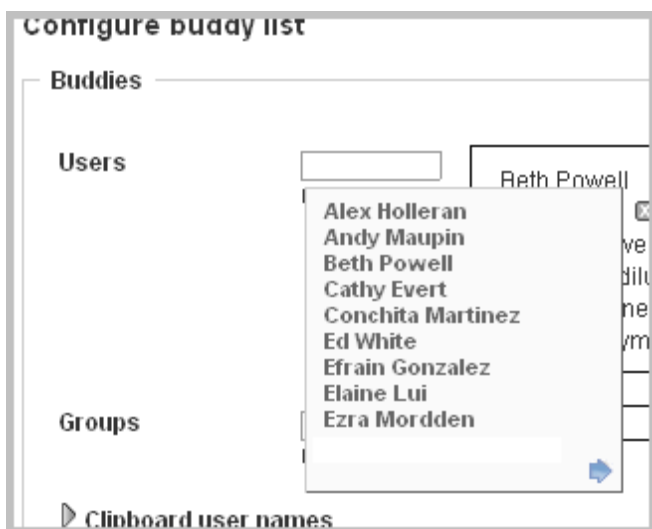 Configure buddy list
Buddies
Users
Beth Powell
Alex Holleran
Andy Maupin
Beth Powell
Cathy Evert
Conchita Martinez
Ed White
Efrain Gonzalez
Elaine Lui
Ezra Mordden
Groups
Clipboard user names